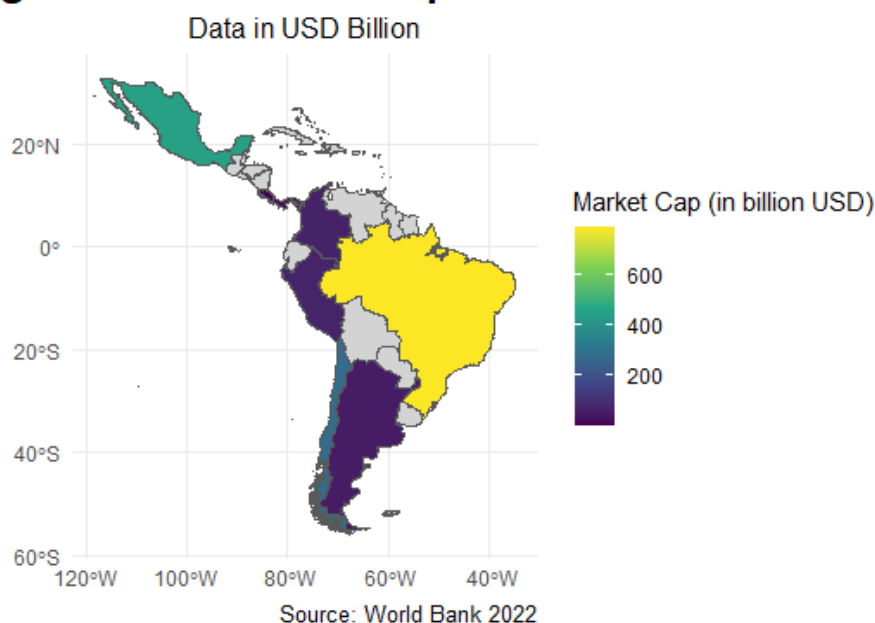 Data in USD Billion
20°N
0°
20°S
40°S
60°S
120°W 100°W 80°W 60°W 40°W
Market Cap (in billion USD)
600
400
200
Source: World Bank 2022